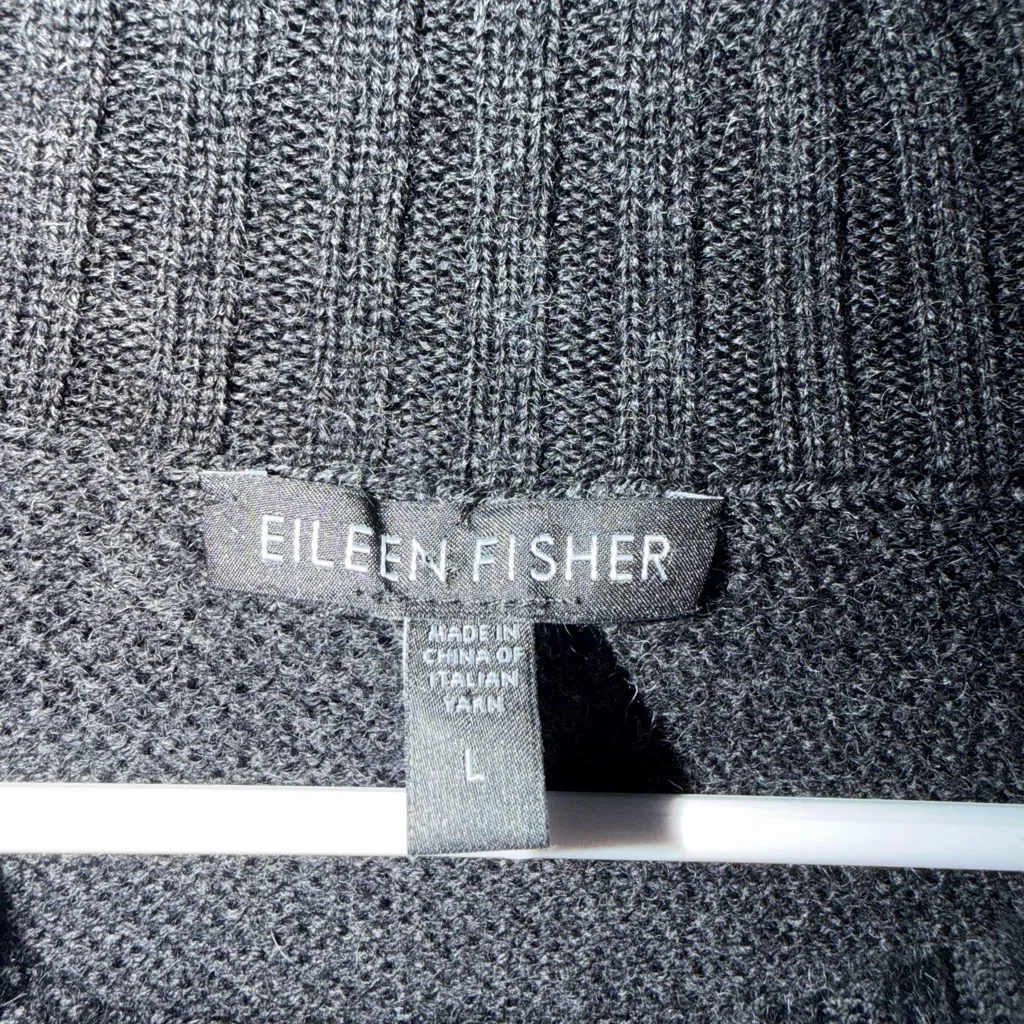 EILEEN FISHER
MADE IN
CHINA OF
ITALIAN
YARN
L